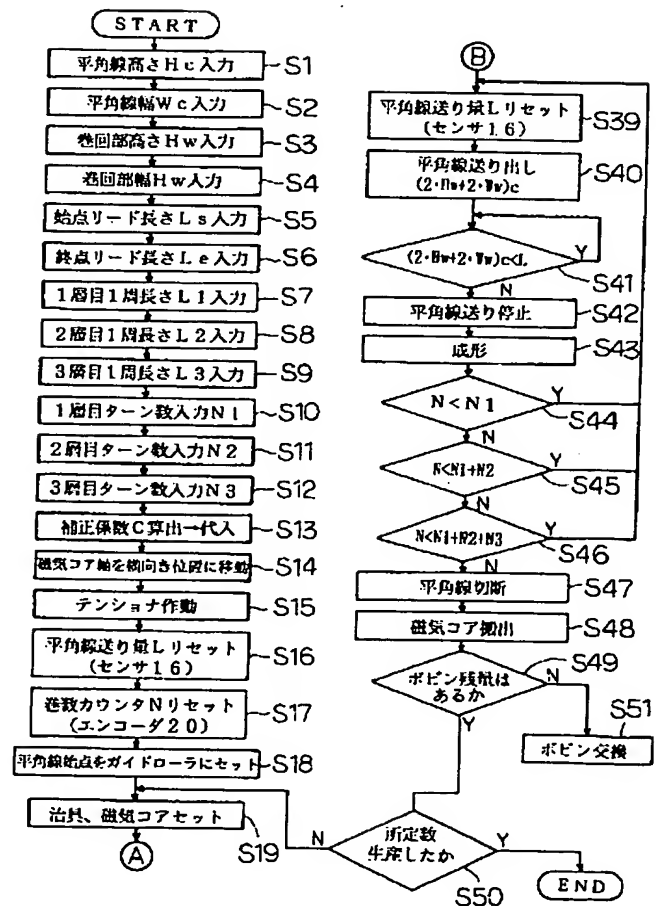 START
平角線高さHc入力
S1
平角線幅Wc入力
S2
巻回部高さHw入力
S3
巻回部幅Hw入力
S4
始点リード長さLs入力
S5
終点リード長さLe入力
S6
1層目1周長さL1入力
S7
2層目1周長さL2入力
S8
3層目1周長さL3入力
S9
1層目ターン数入力N1
S10
2層目ターン数入力N2
S11
3層目ターン数入力N3
S12
補正係数C算出→代入
S13
磁気コア軸を横向き位置に移動
S14
テンショナ作動
S15
平角線送り量Lリセット
(センサ16)
S16
巻数カウンタNリセット
(エンコーダ20)
S17
平角線始点をガイドローラにセット
S18
治具、磁気コアセット
S19
A
B
平角線送り量Lリセット
(センサ16)
S39
平角線送り出し
(2・Hw+2・Ww)c
S40
(2・Hw+2・Ww)c<L
Y
S41
N
平角線送り停止
S42
成形
S43
N<N1
Y
S44
N
N<N1+N2
Y
S45
N
N<N1+N2+N3
Y
S46
N
平角線切断
S47
磁気コア搬出
S48
ボビン残量は
あるか
S49
N
Y
S51
ボビン交換
所定数
生産したか
N
Y
S50
END